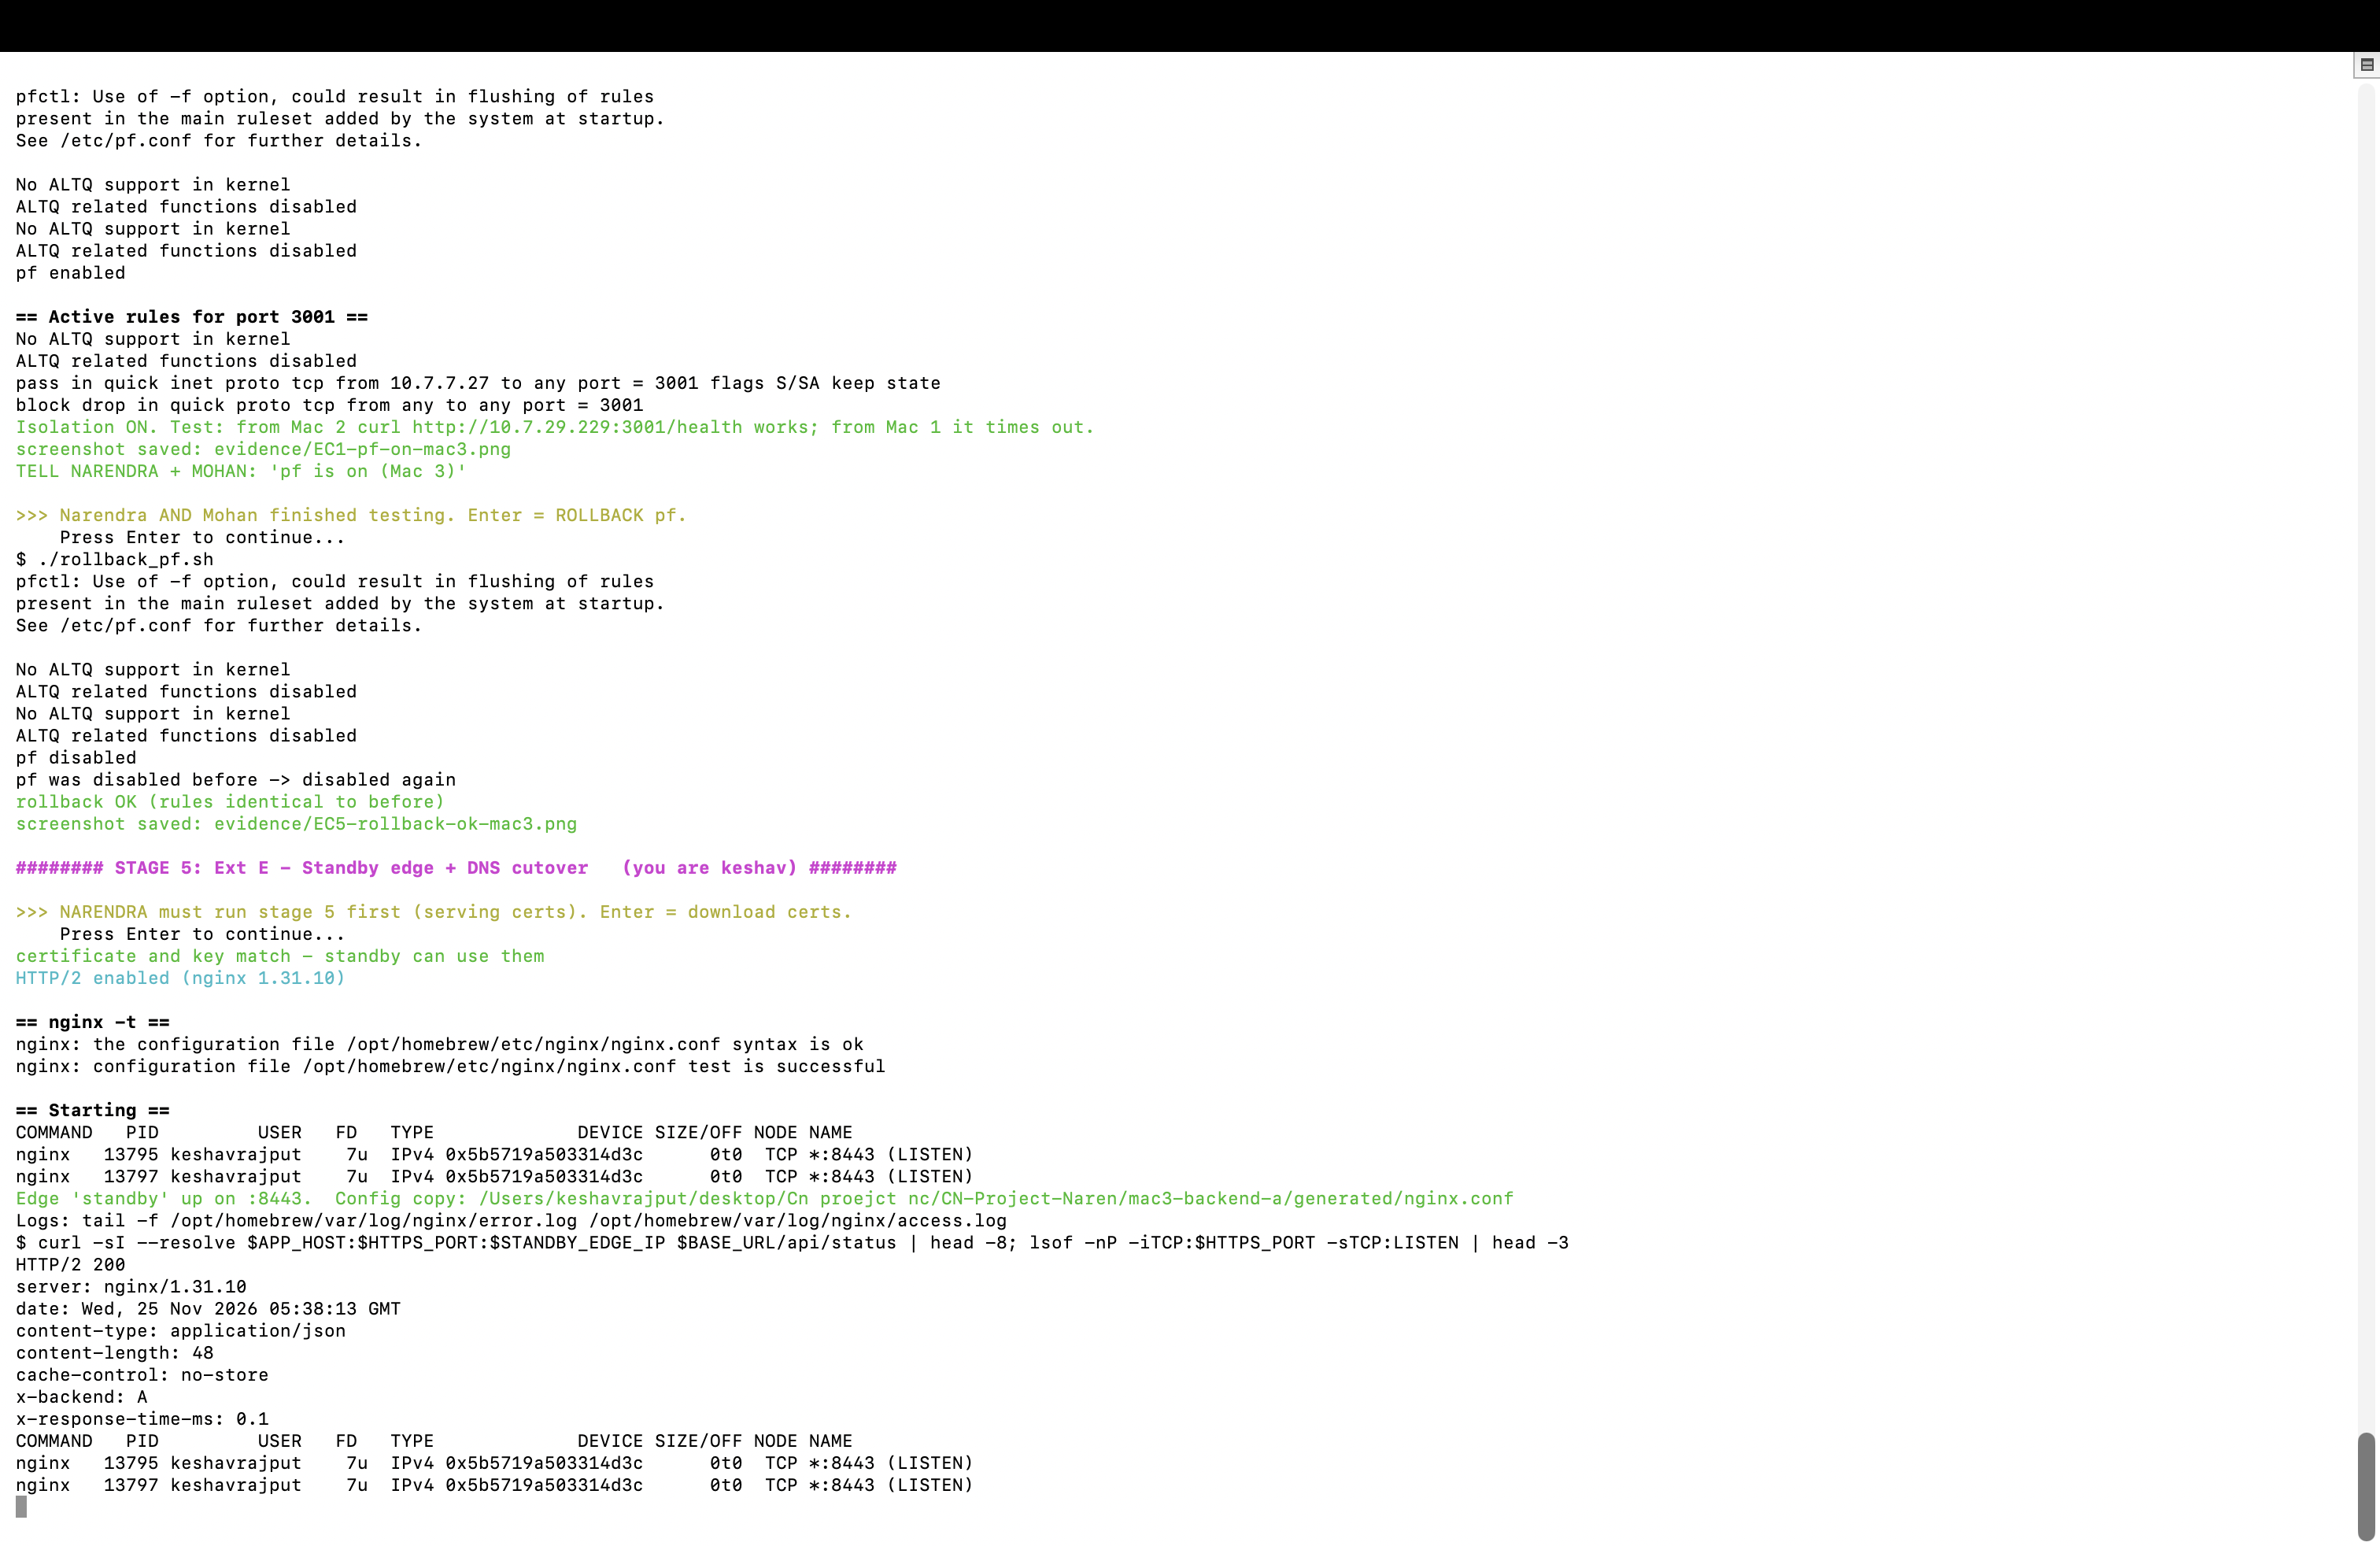 pfctl: Use of -f option, could result in flushing of rules
present in the main ruleset added by the system at startup.
See /etc/pf.conf for further details.

No ALTQ support in kernel
ALTQ related functions disabled
No ALTQ support in kernel
ALTQ related functions disabled
pf enabled

== Active rules for port 3001 ==
No ALTQ support in kernel
ALTQ related functions disabled
pass in quick inet proto tcp from 10.7.7.27 to any port = 3001 flags S/SA keep state
block drop in quick proto tcp from any to any port = 3001
Isolation ON. Test: from Mac 2 curl http://10.7.29.229:3001/health works; from Mac 1 it times out.
screenshot saved: evidence/EC1-pf-on-mac3.png
TELL NARENDRA + MOHAN: 'pf is on (Mac 3)'

>>> Narendra AND Mohan finished testing. Enter = ROLLBACK pf.
    Press Enter to continue...
$ ./rollback_pf.sh
pfctl: Use of -f option, could result in flushing of rules
present in the main ruleset added by the system at startup.
See /etc/pf.conf for further details.

No ALTQ support in kernel
ALTQ related functions disabled
No ALTQ support in kernel
ALTQ related functions disabled
pf disabled
pf was disabled before -> disabled again
rollback OK (rules identical to before)
screenshot saved: evidence/EC5-rollback-ok-mac3.png

######## STAGE 5: Ext E - Standby edge + DNS cutover   (you are keshav) ########

>>> NARENDRA must run stage 5 first (serving certs). Enter = download certs.
    Press Enter to continue...
certificate and key match - standby can use them
HTTP/2 enabled (nginx 1.31.10)

== nginx -t ==
nginx: the configuration file /opt/homebrew/etc/nginx/nginx.conf syntax is ok
nginx: configuration file /opt/homebrew/etc/nginx/nginx.conf test is successful

== Starting ==
COMMAND   PID         USER   FD   TYPE             DEVICE SIZE/OFF NODE NAME
nginx   13795 keshavrajput    7u  IPv4 0x5b5719a503314d3c      0t0  TCP *:8443 (LISTEN)
nginx   13797 keshavrajput    7u  IPv4 0x5b5719a503314d3c      0t0  TCP *:8443 (LISTEN)
Edge 'standby' up on :8443.  Config copy: /Users/keshavrajput/desktop/Cn proejct nc/CN-Project-Naren/mac3-backend-a/generated/nginx.conf
Logs: tail -f /opt/homebrew/var/log/nginx/error.log /opt/homebrew/var/log/nginx/access.log
$ curl -sI --resolve $APP_HOST:$HTTPS_PORT:$STANDBY_EDGE_IP $BASE_URL/api/status | head -8; lsof -nP -iTCP:$HTTPS_PORT -sTCP:LISTEN | head -3
HTTP/2 200
server: nginx/1.31.10
date: Wed, 25 Nov 2026 05:38:13 GMT
content-type: application/json
content-length: 48
cache-control: no-store
x-backend: A
x-response-time-ms: 0.1
COMMAND   PID         USER   FD   TYPE             DEVICE SIZE/OFF NODE NAME
nginx   13795 keshavrajput    7u  IPv4 0x5b5719a503314d3c      0t0  TCP *:8443 (LISTEN)
nginx   13797 keshavrajput    7u  IPv4 0x5b5719a503314d3c      0t0  TCP *:8443 (LISTEN)